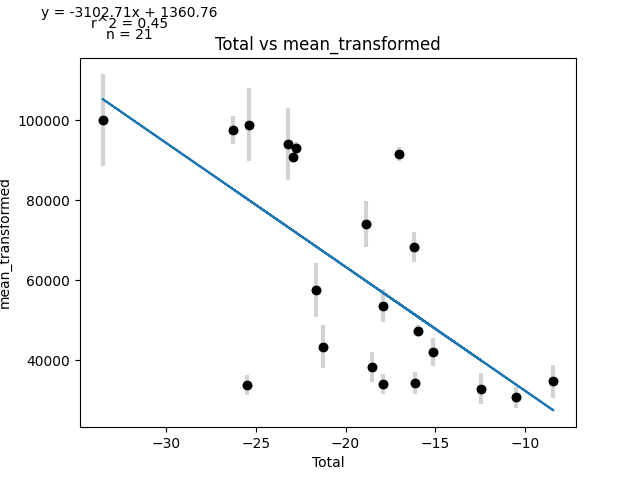 y = -3102.71x + 1360.76
r^2 = 0.45
n = 21
Total vs mean_transformed
100000
80000
60000
40000
mean_transformed
−30
−25
−20
−15
−10
Total